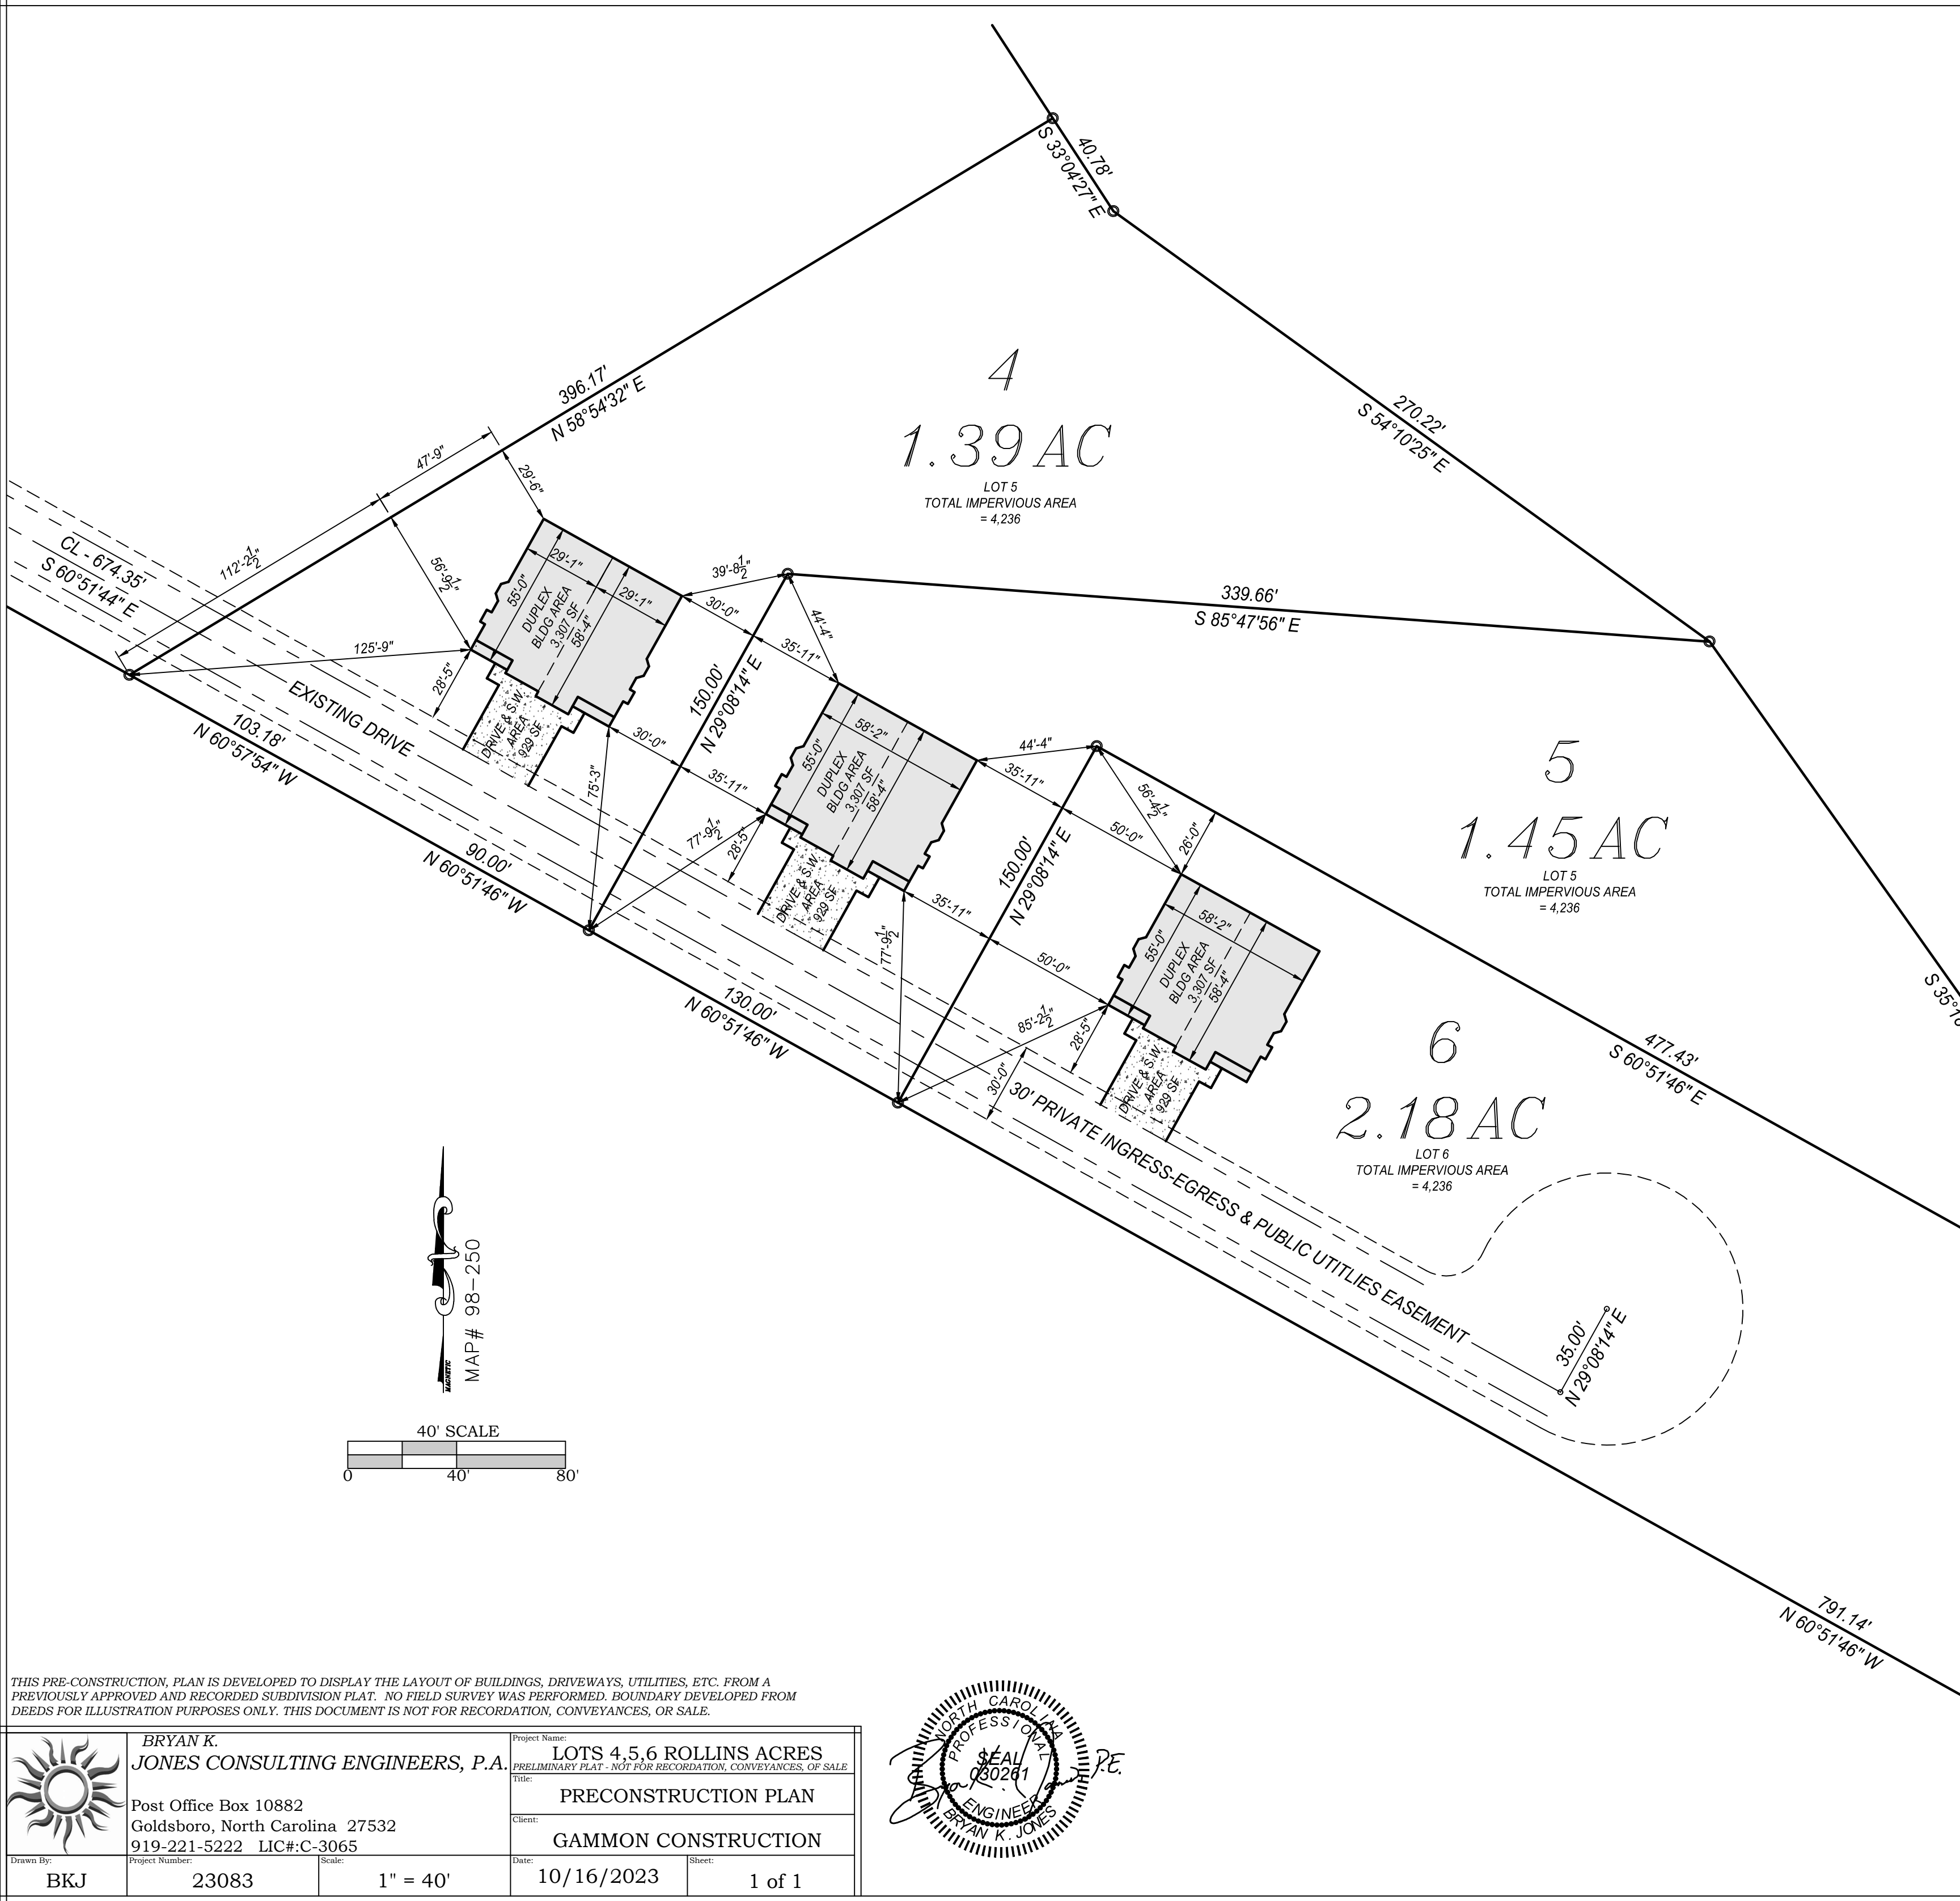 40.78'
S 33°04'27" E
396.17'
N 58°54'32" E
270.22'
S 54°10'25" E
4
1.39 AC
LOT 5
TOTAL IMPERVIOUS AREA
= 4,236
47'-9"
29'-6"
112'-2 1/2"
56'-9 1/2"
125'-9"
28'-5"
CL - 674.35'
S 60°51'44" E
EXISTING DRIVE
103.18'
N 60°57'54" W
29'-1"
29'-1"
55'-0"
DUPLEX
BLDG AREA
3,307 SF
58'-4"
DRIVE & S.W.
AREA
929 SF
39'-8 1/2"
30'-0"
44'-4"
35'-11"
150.00'
N 29°08'14" E
30'-0"
35'-11"
75'-3"
77'-9 1/2"
28'-5"
90.00'
N 60°51'46" W
339.66'
S 85°47'56" E
58'-2"
55'-0"
DUPLEX
BLDG AREA
3,307 SF
58'-4"
DRIVE & S.W.
AREA
929 SF
44'-4"
35'-11"
56'-4 1/2"
50'-0"
26'-0"
150.00'
N 29°08'14" E
35'-11"
50'-0"
77'-9 1/2"
85'-2 1/2"
28'-5"
30'-0"
130.00'
N 60°51'46" W
5
1.45 AC
LOT 5
TOTAL IMPERVIOUS AREA
= 4,236
58'-2"
55'-0"
DUPLEX
BLDG AREA
3,307 SF
58'-4"
DRIVE & S.W.
AREA
929 SF
6
2.18 AC
LOT 6
TOTAL IMPERVIOUS AREA
= 4,236
477.43'
S 60°51'46" E
30' PRIVATE INGRESS-EGRESS & PUBLIC UTITLIES EASEMENT
35.00'
N 29°08'14" E
791.14'
N 60°51'46" W
MAGNETIC
MAP# 98-250
40' SCALE
0 40' 80'
THIS PRE-CONSTRUCTION, PLAN IS DEVELOPED TO DISPLAY THE LAYOUT OF BUILDINGS, DRIVEWAYS, UTILITIES, ETC. FROM A
PREVIOUSLY APPROVED AND RECORDED SUBDIVISION PLAT. NO FIELD SURVEY WAS PERFORMED. BOUNDARY DEVELOPED FROM
DEEDS FOR ILLUSTRATION PURPOSES ONLY. THIS DOCUMENT IS NOT FOR RECORDATION, CONVEYANCES, OR SALE.
BRYAN K.
JONES CONSULTING ENGINEERS, P.A.
Post Office Box 10882
Goldsboro, North Carolina 27532
919-221-5222 LIC#:C-3065
Project Name:
LOTS 4,5,6 ROLLINS ACRES
PRELIMINARY PLAT - NOT FOR RECORDATION, CONVEYANCES, OF SALE
Title:
PRECONSTRUCTION PLAN
Client:
GAMMON CONSTRUCTION
Drawn By:
BKJ
Project Number:
23083
Scale:
1" = 40'
Date:
10/16/2023
Sheet:
1 of 1
NORTH CAROLINA
PROFESSIONAL
SEAL
030261
ENGINEER
BRYAN K. JONES
P.E.